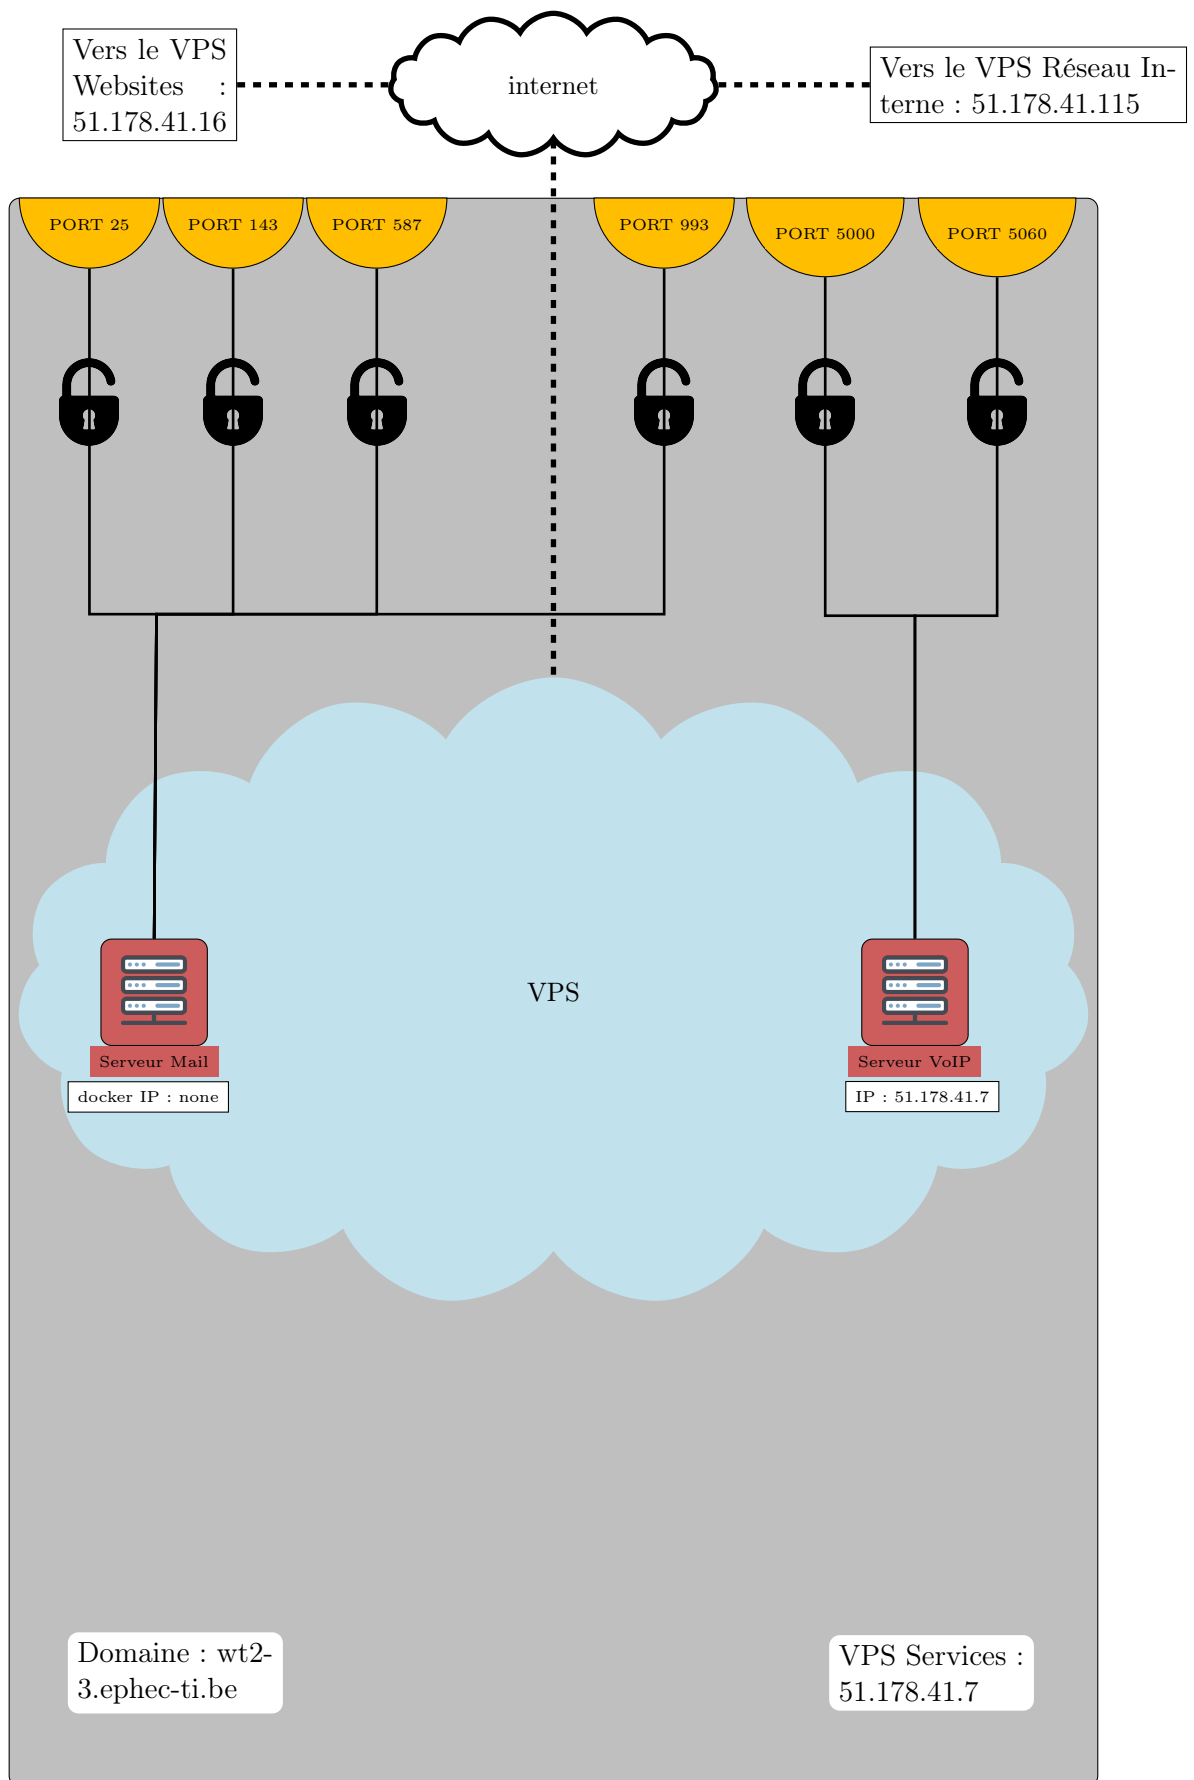 Vers le VPS
Websites :
51.178.41.16
internet
Vers le VPS Réseau In-
terne : 51.178.41.115
PORT 25
PORT 143
PORT 587
PORT 993
PORT 5000
PORT 5060
VPS
Serveur Mail
docker IP : none
Serveur VoIP
IP : 51.178.41.7
Domaine : wt2-
3.ephec-ti.be
VPS Services :
51.178.41.7